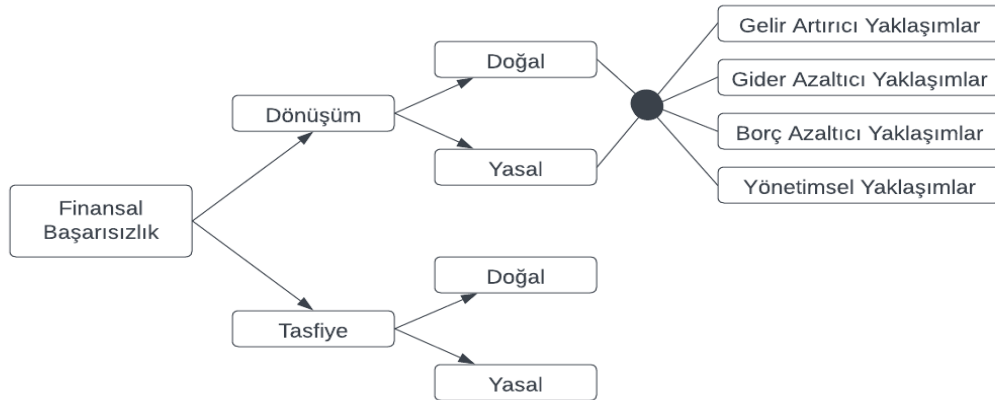 Finansal
Başarısızlık
Dönüşüm
Tasfiye
Doğal
Yasal
Doğal
Yasal
Gelir Artırıcı Yaklaşımlar
Gider Azaltıcı Yaklaşımlar
Borç Azaltıcı Yaklaşımlar
Yönetimsel Yaklaşımlar